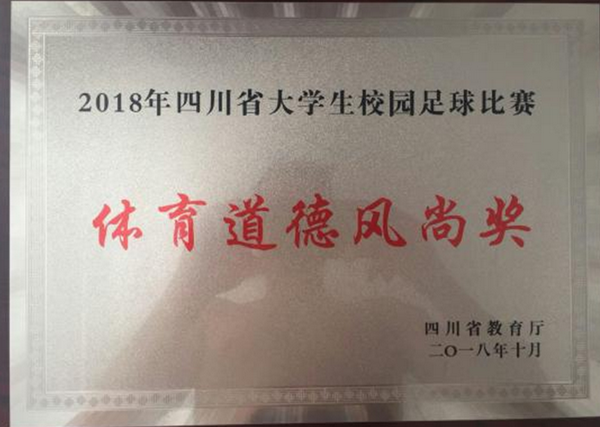 2018年四川省大学生校园足球比赛
体育道德风尚奖
四川省教育厅
二〇一八年十月